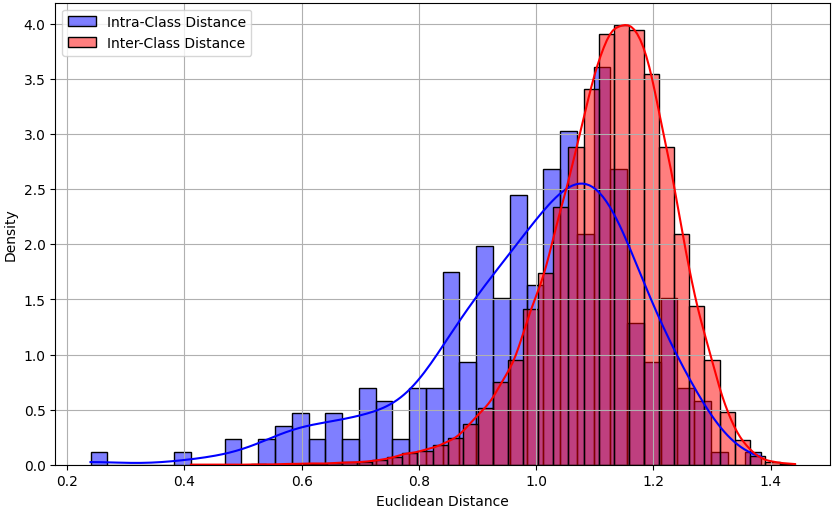 Intra-Class Distance
Inter-Class Distance
4.0
3.5
3.0
2.5
2.0
1.5
1.0
0.5
0.0
Density
0.2 0.4 0.6 0.8 1.0 1.2 1.4
Euclidean Distance